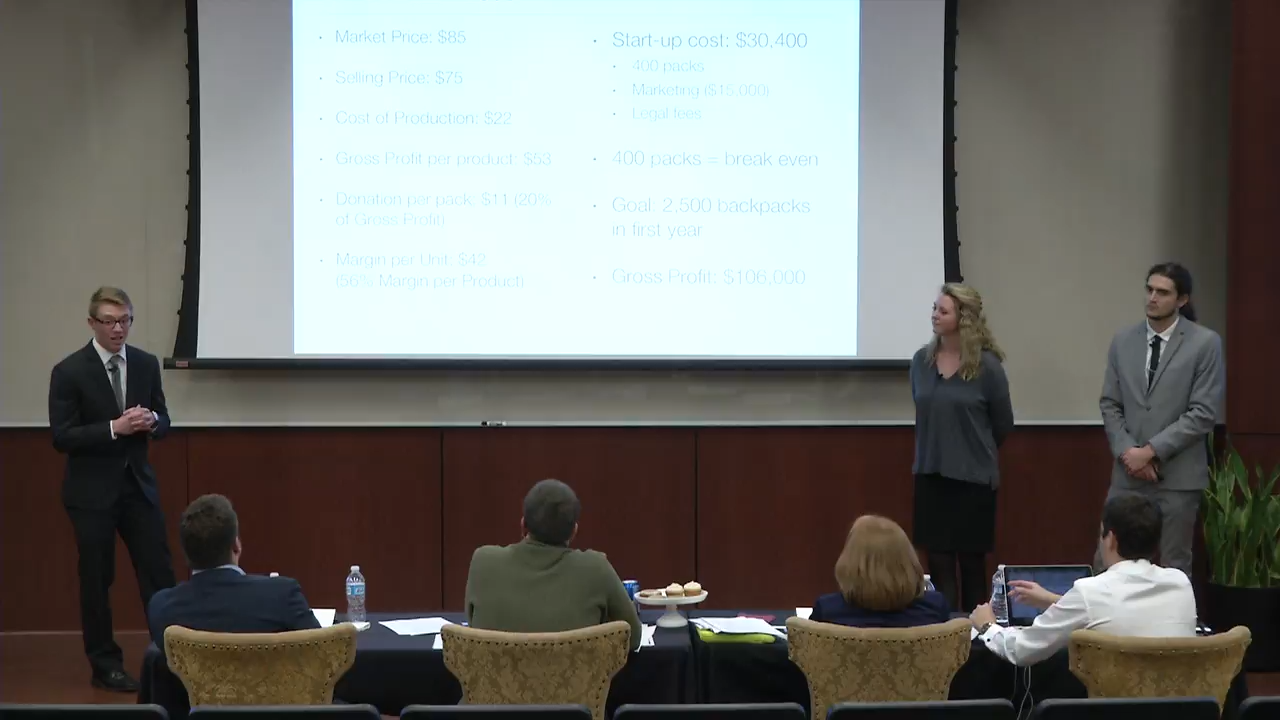 Market Price: $85
Selling Price: $75
Cost of Production: $22
Gross Profit per product: $53
Donation per pack: $11 (20%
of Gross Profit)
Margin per Unit: $42
(56% Margin per Product)
Start-up cost: $30,400
400 packs
Marketing ($15,000)
Legal fees
400 packs = break even
Goal: 2,500 backpacks
in first year
Gross Profit: $106,000